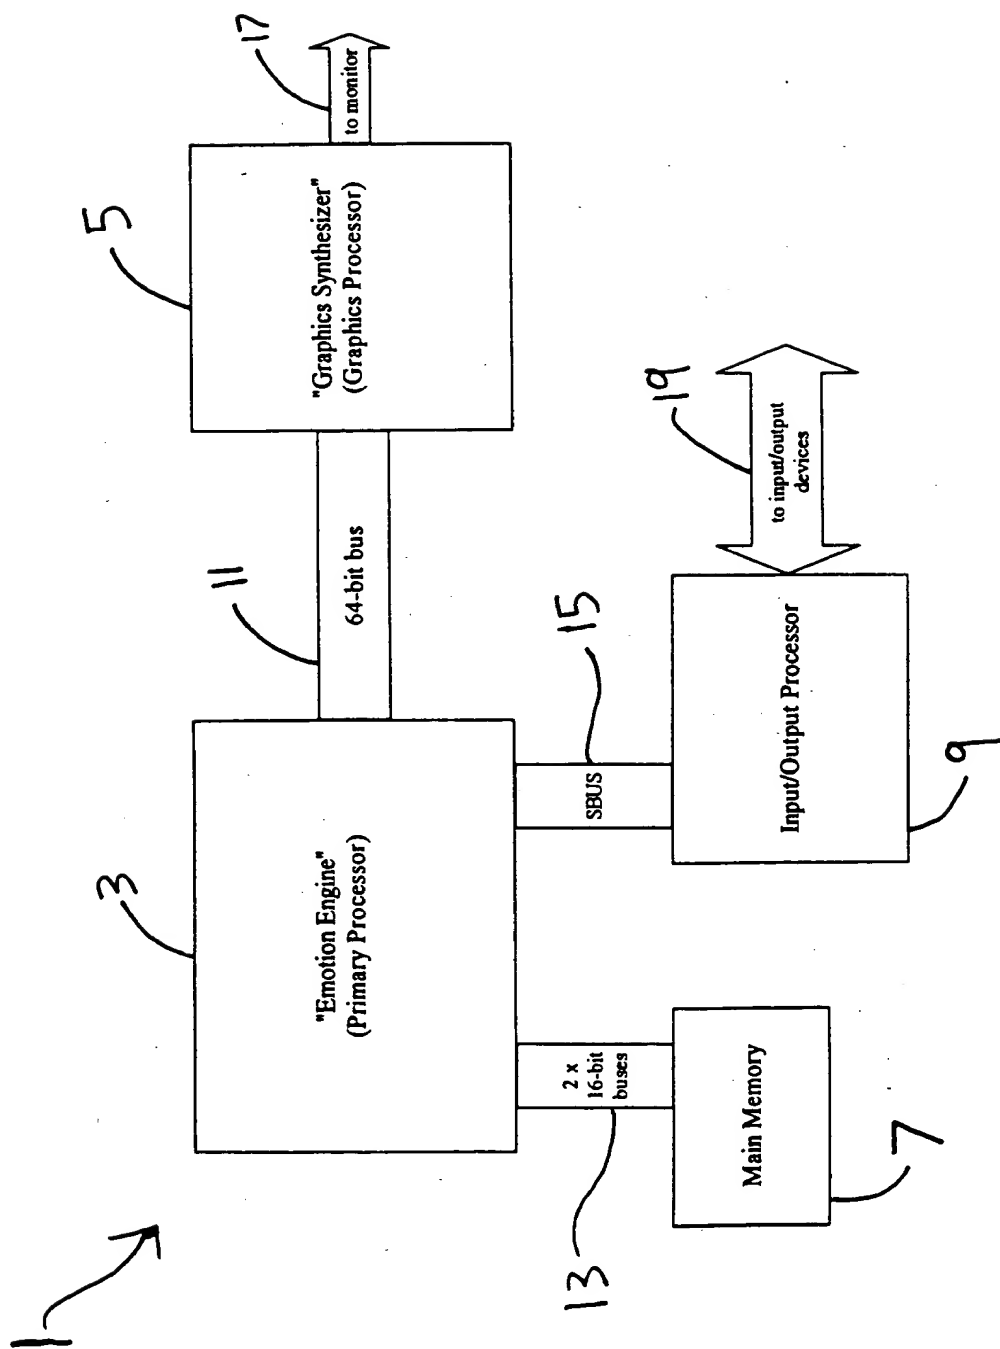 1
3
"Emotion Engine"
(Primary Processor)
11
64-bit bus
5
"Graphics Synthesizer"
(Graphics Processor)
17
to monitor
13
2 x
16-bit
buses
15
SBUS
Main Memory
7
Input/Output Processor
9
19
to input/output
devices